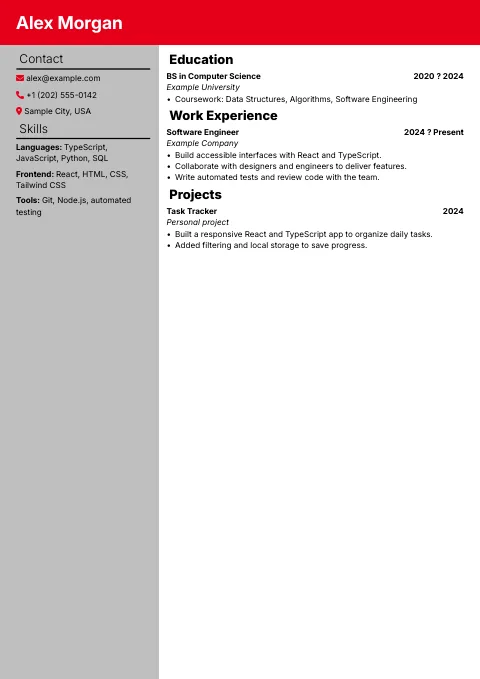 Alex Morgan
Contact
alex@example.com
+1 (202) 555-0142
Sample City, USA
Skills
Languages: TypeScript,
JavaScript, Python, SQL
Frontend: React, HTML, CSS,
Tailwind CSS
Tools: Git, Node.js, automated
testing
Education
BS in Computer Science 2020 ? 2024
Example University
• Coursework: Data Structures, Algorithms, Software Engineering
Work Experience
Software Engineer 2024 ? Present
Example Company
• Build accessible interfaces with React and TypeScript.
• Collaborate with designers and engineers to deliver features.
• Write automated tests and review code with the team.
Projects
Task Tracker 2024
Personal project
• Built a responsive React and TypeScript app to organize daily tasks.
• Added filtering and local storage to save progress.